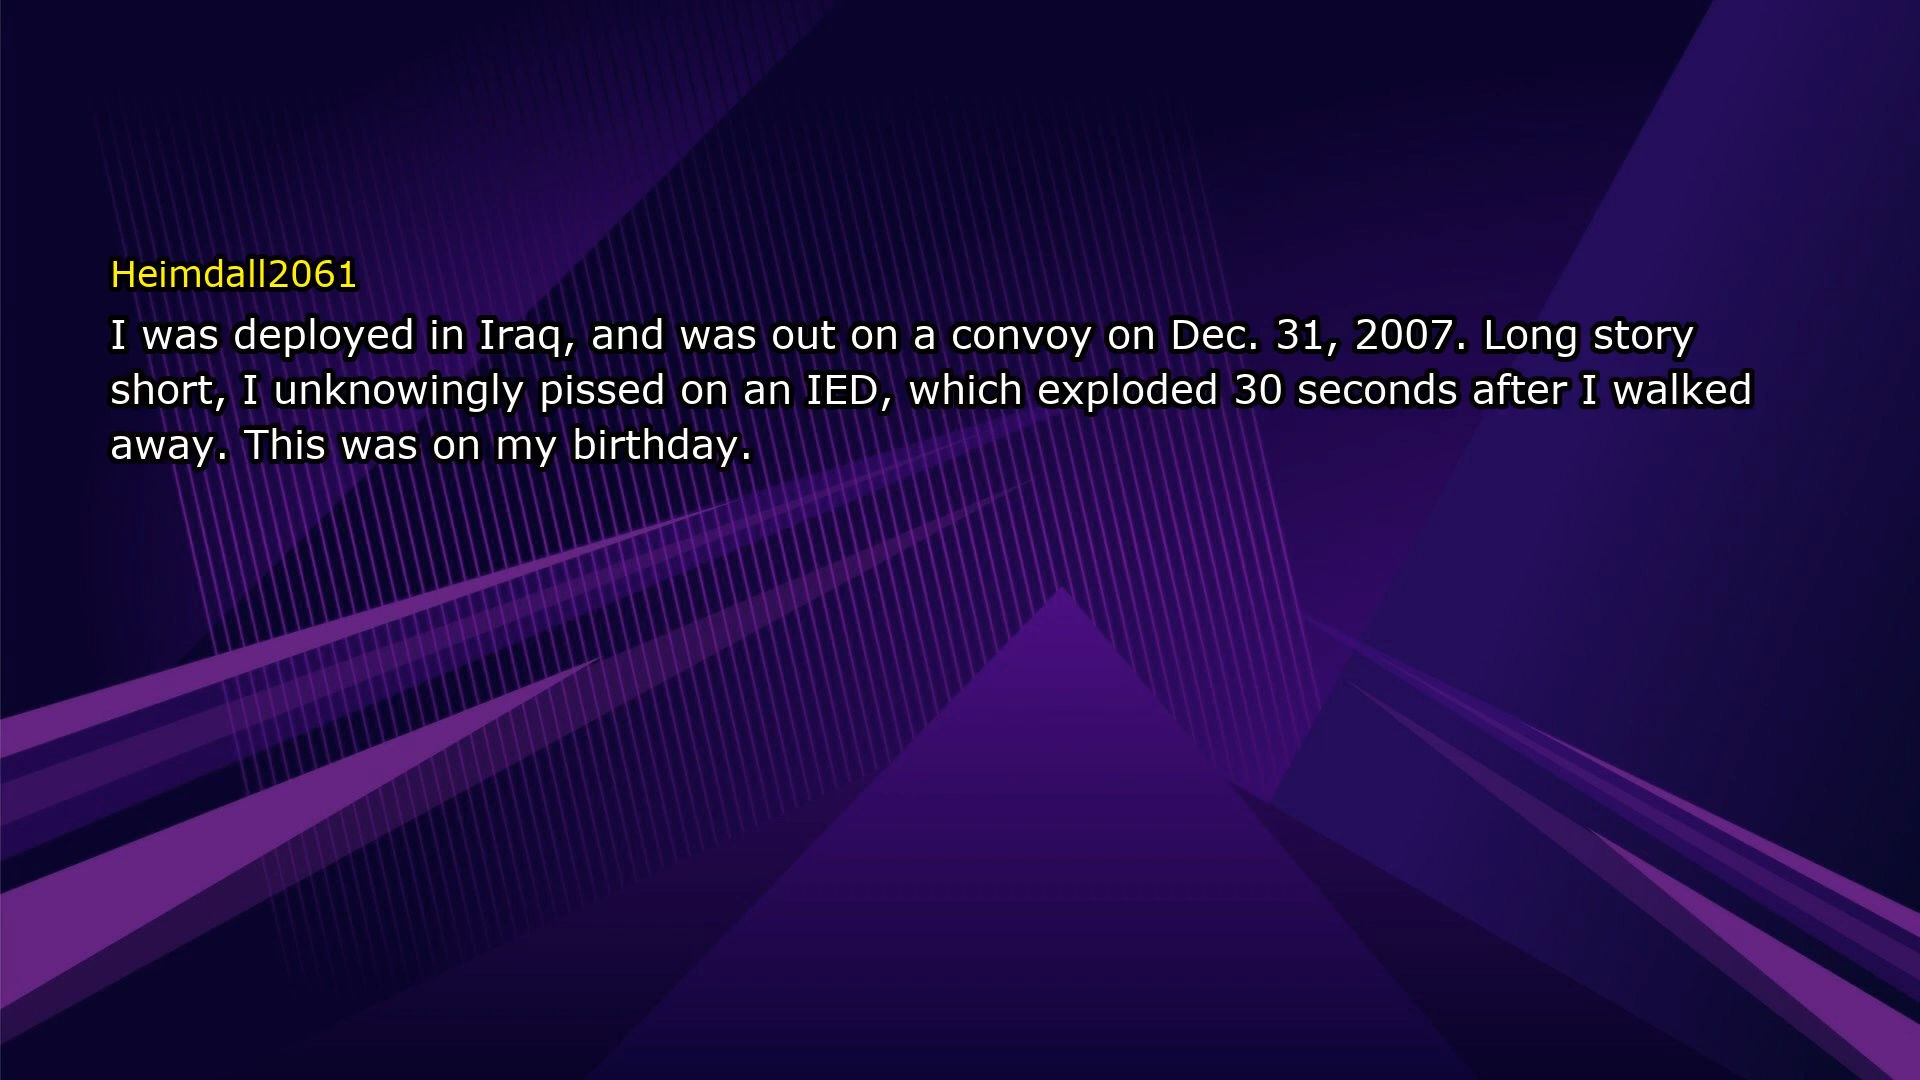 Heimdall2061
I was deployed in Iraq, and was out on a convoy on Dec. 31, 2007. Long story
short, I unknowingly pissed on an IED, which exploded 30 seconds after I walked
away. This was on my birthday.